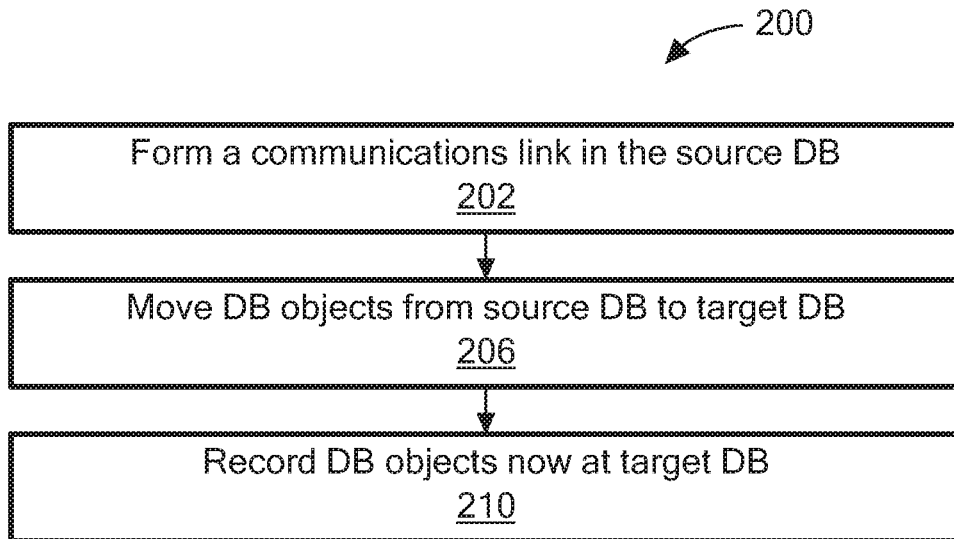 200
Form a communications link in the source DB
202
Move DB objects from source DB to target DB
206
Record DB objects now at target DB
210